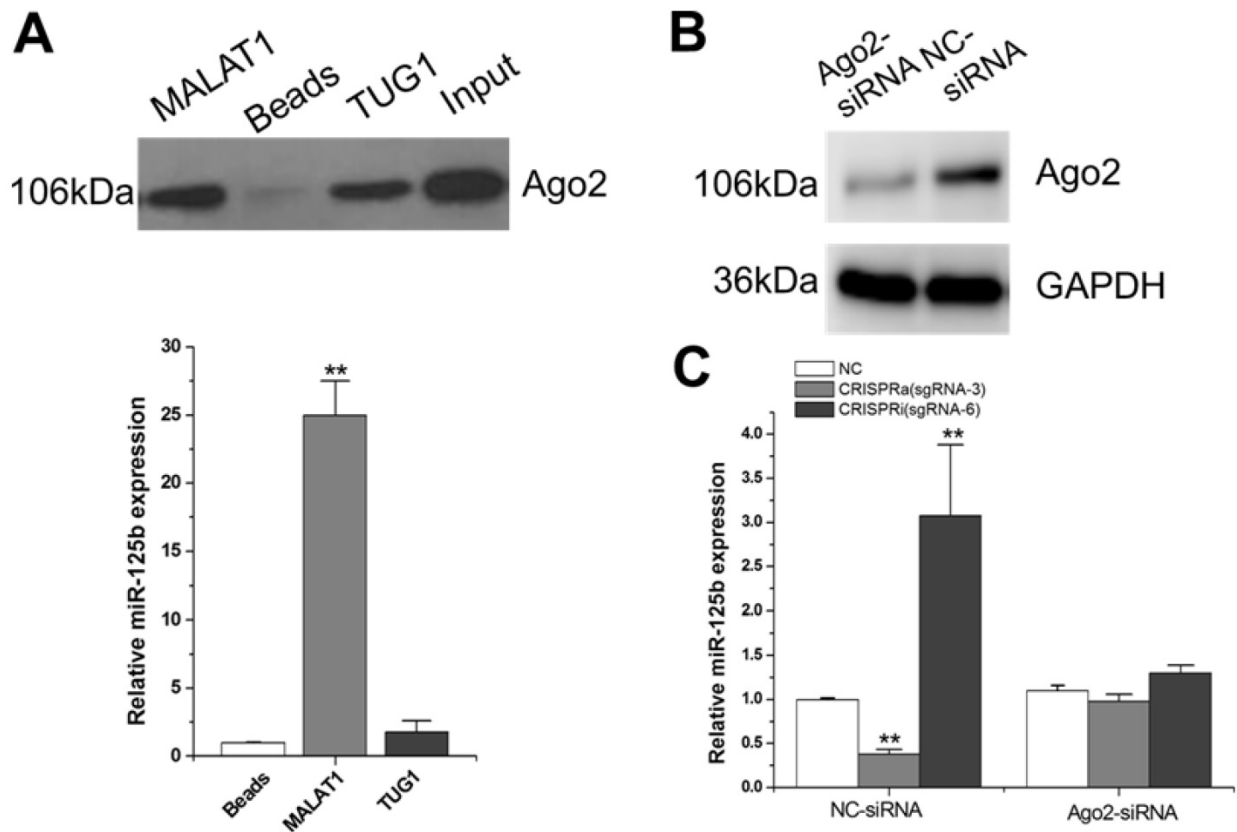 A
MALAT1
Beads
TUG1
Input
106kDa
Ago2
Relative miR-125b expression
30
25
20
15
10
5
0
**
Beads
MALAT1
TUG1
B
Ago2-
siRNA
NC-
siRNA
106kDa
Ago2
36kDa
GAPDH
C
NC
CRISPRa(sgRNA-3)
CRISPRi(sgRNA-6)
Relative miR-125b expression
4.0
3.5
3.0
2.5
2.0
1.5
1.0
0.5
0.0
**
**
NC-siRNA
Ago2-siRNA